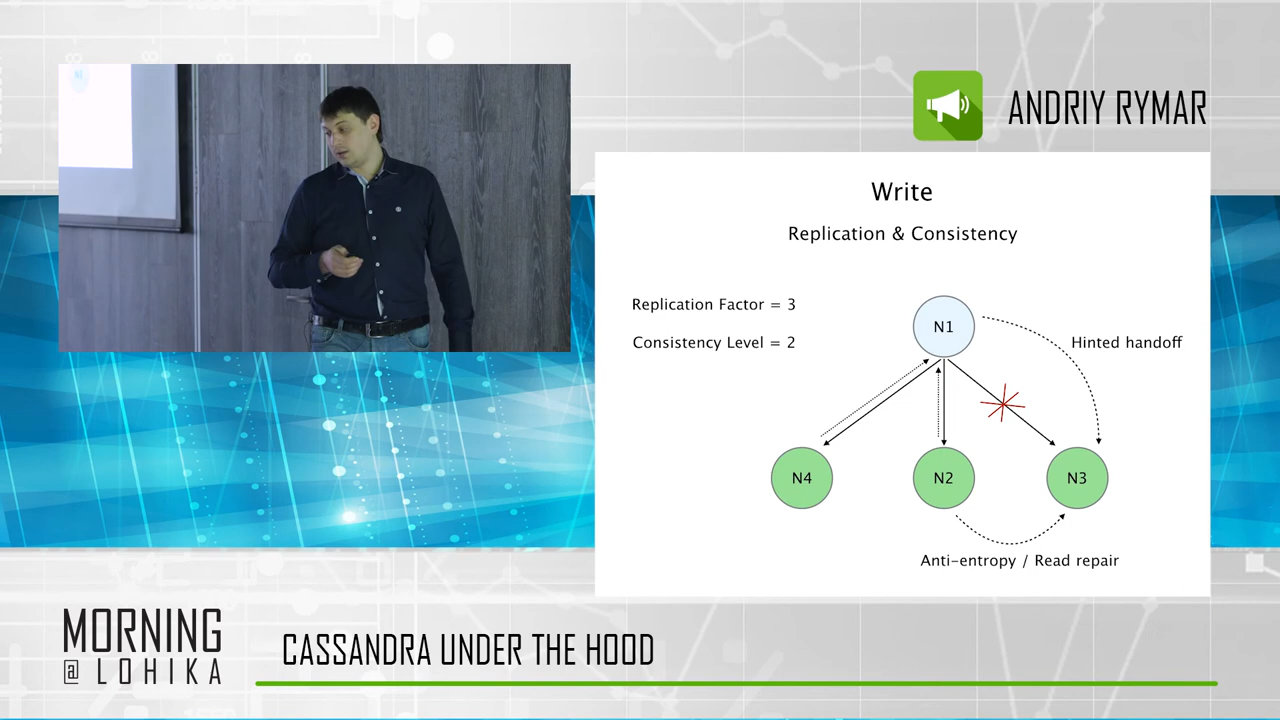 ANDRIY RYMAR
Write
Replication & Consistency
Replication Factor = 3
Consistency Level = 2
N1
Hinted handoff
N4
N2
N3
Anti-entropy / Read repair
MORNING
@ LOHIKA
CASSANDRA UNDER THE HOOD